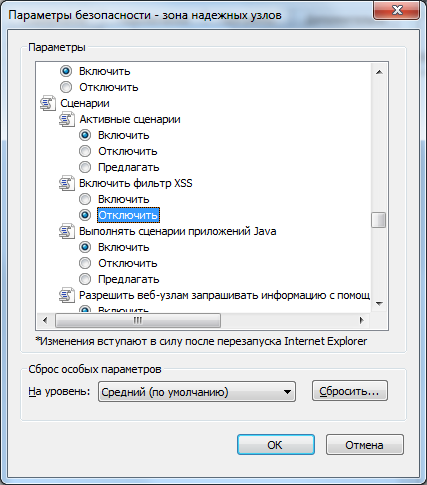 Параметры безопасности - зона надежных узлов
Параметры
Включить
Отключить
Сценарии
Активные сценарии
Включить
Отключить
Предлагать
Включить фильтр XSS
Включить
Отключить
Выполнять сценарии приложений Java
Включить
Отключить
Предлагать
Разрешить веб-узлам запрашивать информацию с помощ
Включить
*Изменения вступают в силу после перезапуска Internet Explorer
Сброс особых параметров
На уровень: Средний (по умолчанию) Сбросить...
ОК Отмена